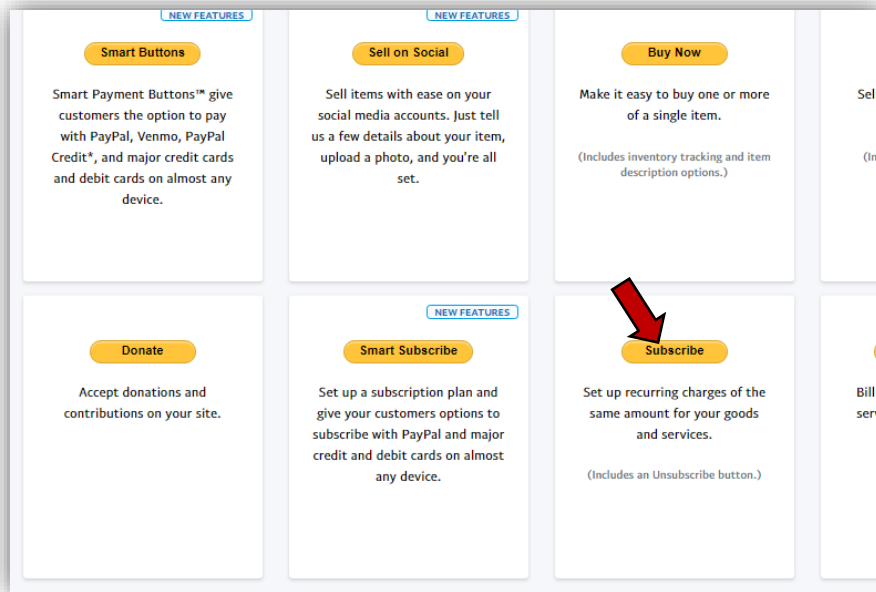 NEW FEATURES
Smart Buttons
Smart Payment Buttons™ give
customers the option to pay
with PayPal, Venmo, PayPal
Credit*, and major credit cards
and debit cards on almost any
device.
NEW FEATURES
Sell on Social
Sell items with ease on your
social media accounts. Just tell
us a few details about your item,
upload a photo, and you're all
set.
Buy Now
Make it easy to buy one or more
of a single item.
(Includes inventory tracking and item
description options.)
Sel
(In
Donate
Accept donations and
contributions on your site.
NEW FEATURES
Smart Subscribe
Set up a subscription plan and
give your customers options to
subscribe with PayPal and major
credit and debit cards on almost
any device.
Subscribe
Set up recurring charges of the
same amount for your goods
and services.
(Includes an Unsubscribe button.)
Bill
ser